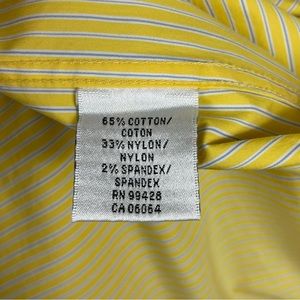 65% COTTON/
COTON
33% NYLON/
NYLON
2% SPANDEX/
SPANDEX
RN 99428
CA 06064